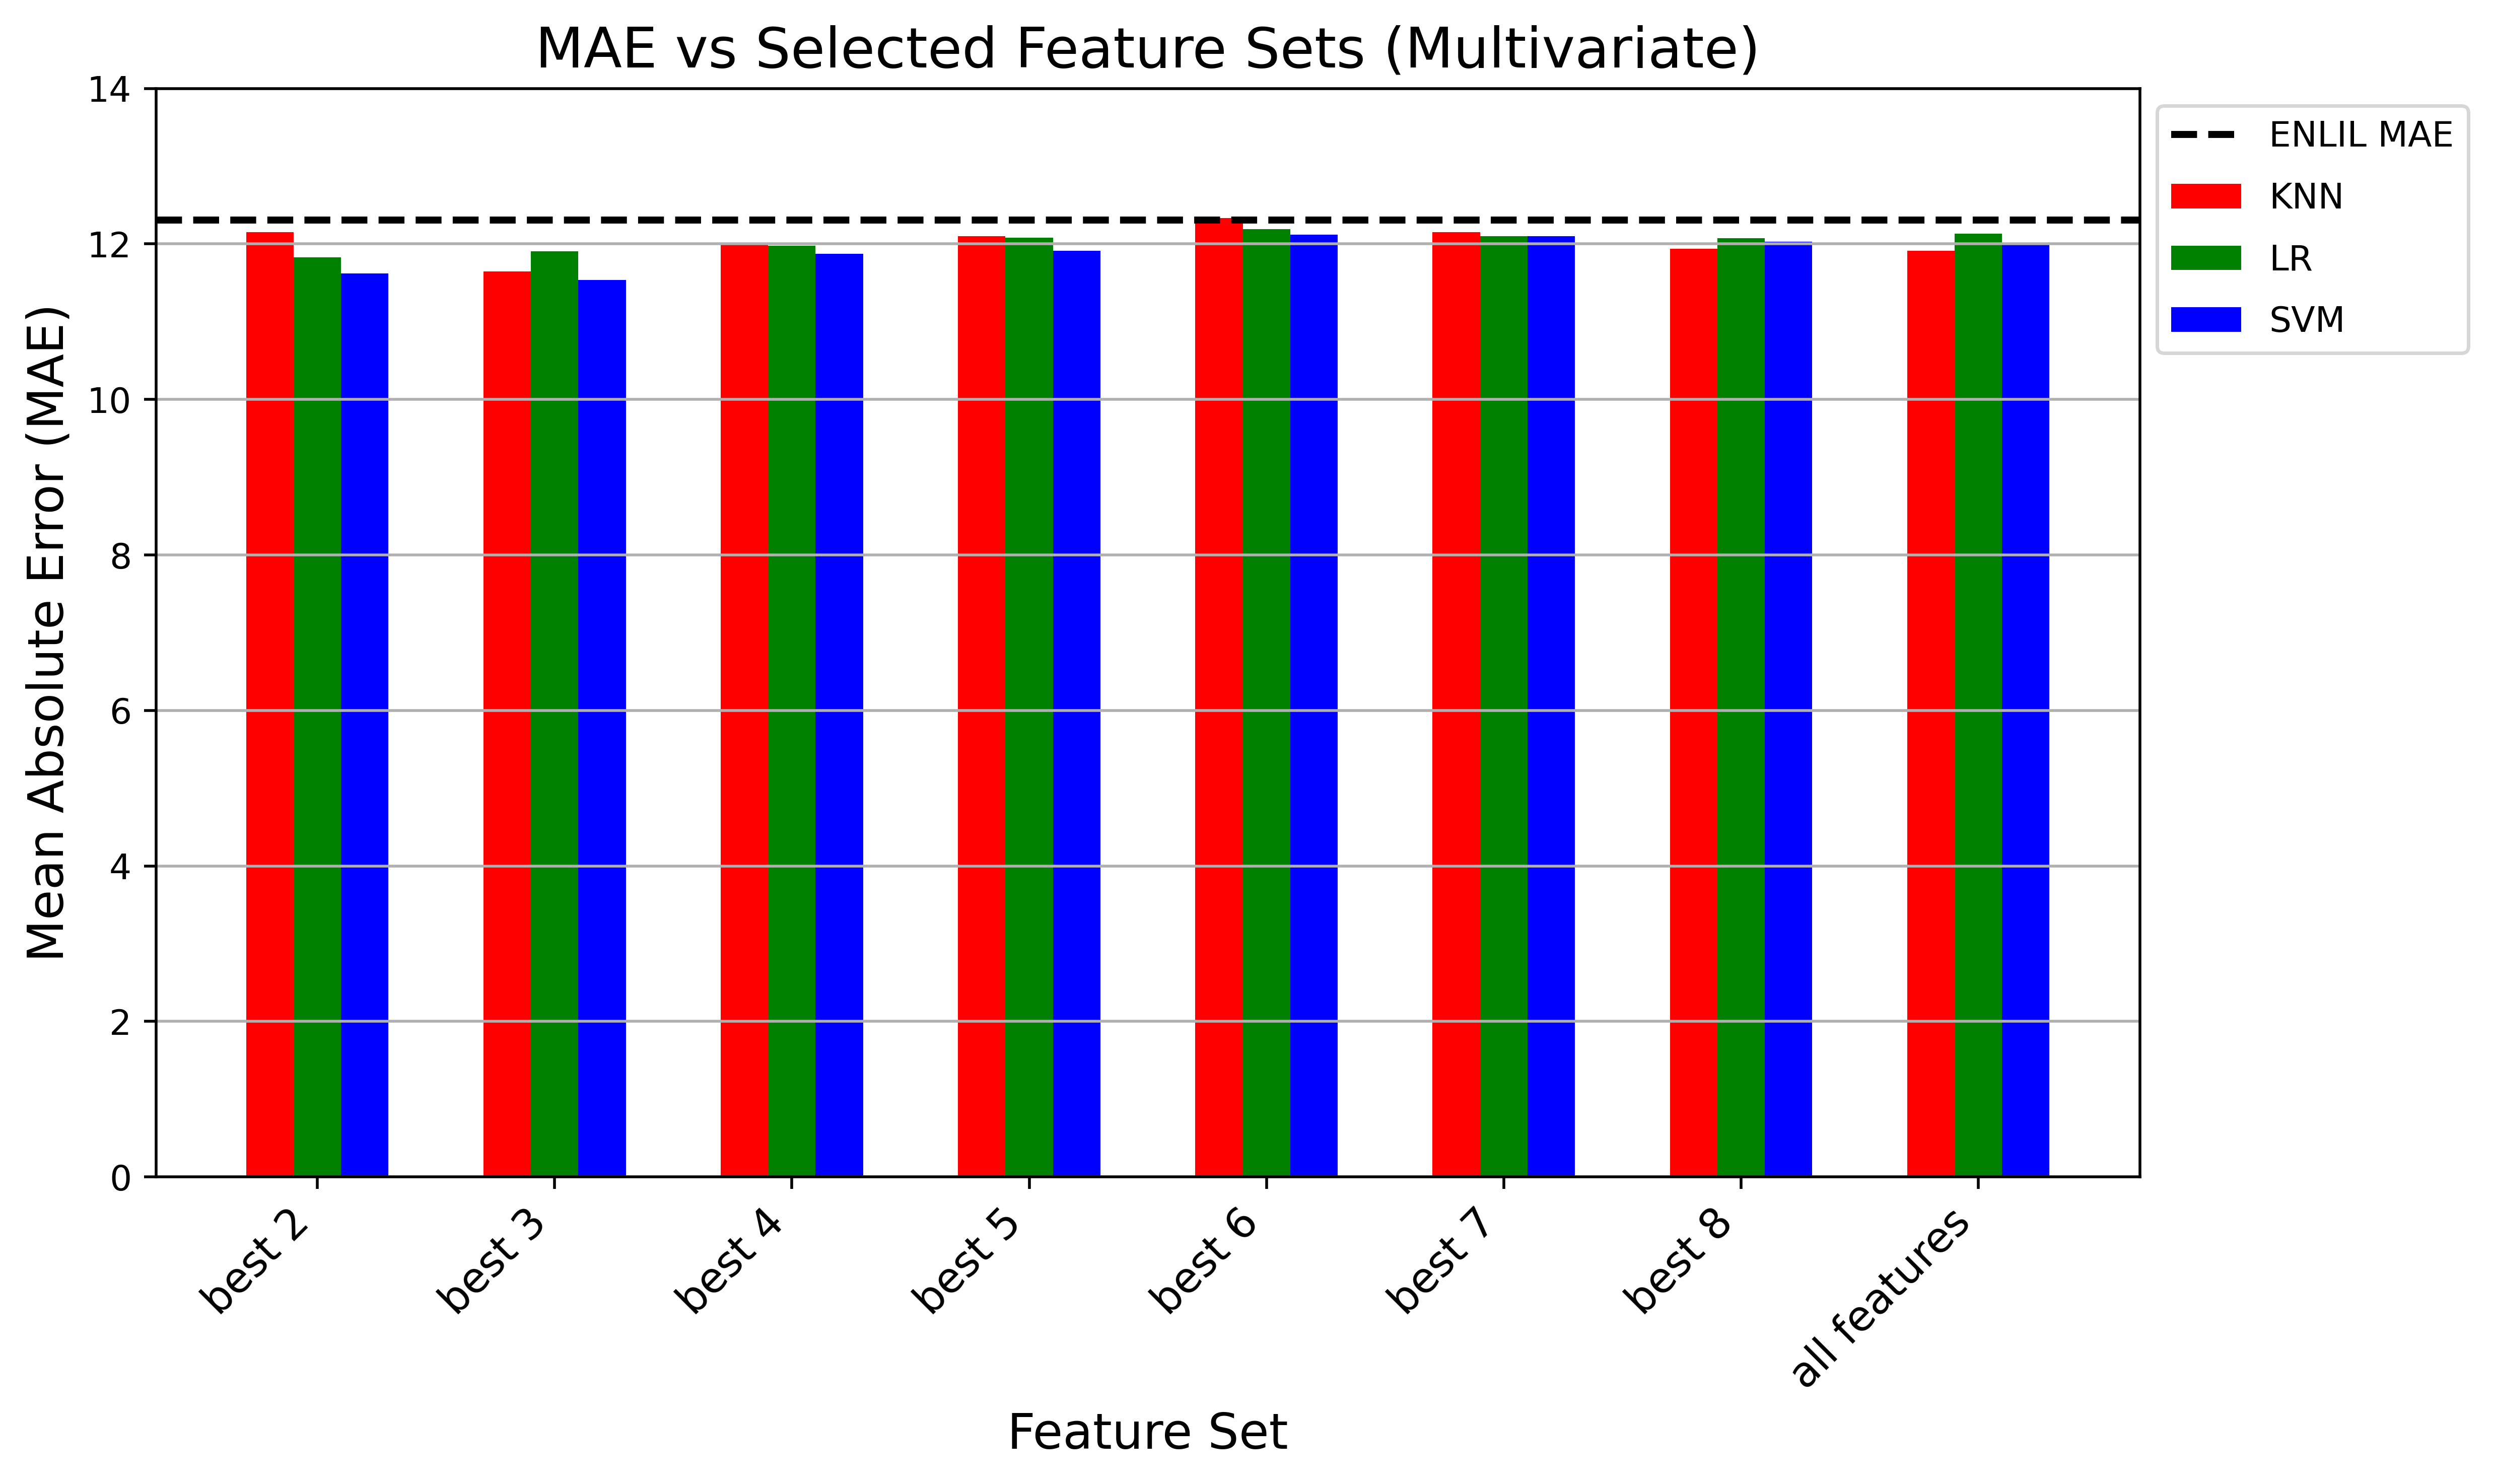 MAE vs Selected Feature Sets (Multivariate)
14
12
10
8
6
4
2
0
Mean Absolute Error (MAE)
ENLIL MAE
KNN
LR
SVM
best 2
best 3
best 4
best 5
best 6
best 7
best 8
all features
Feature Set